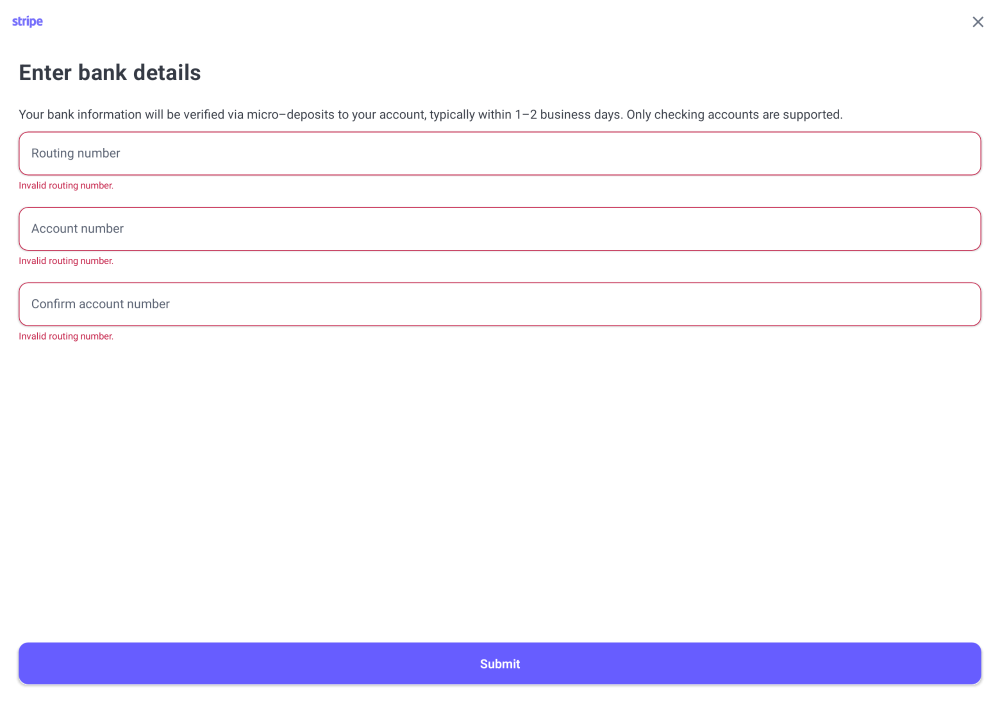 stripe
Enter bank details
Your bank information will be verified via micro–deposits to your account, typically within 1–2 business days. Only checking accounts are supported.
Routing number
Invalid routing number.
Account number
Invalid routing number.
Confirm account number
Invalid routing number.
Submit